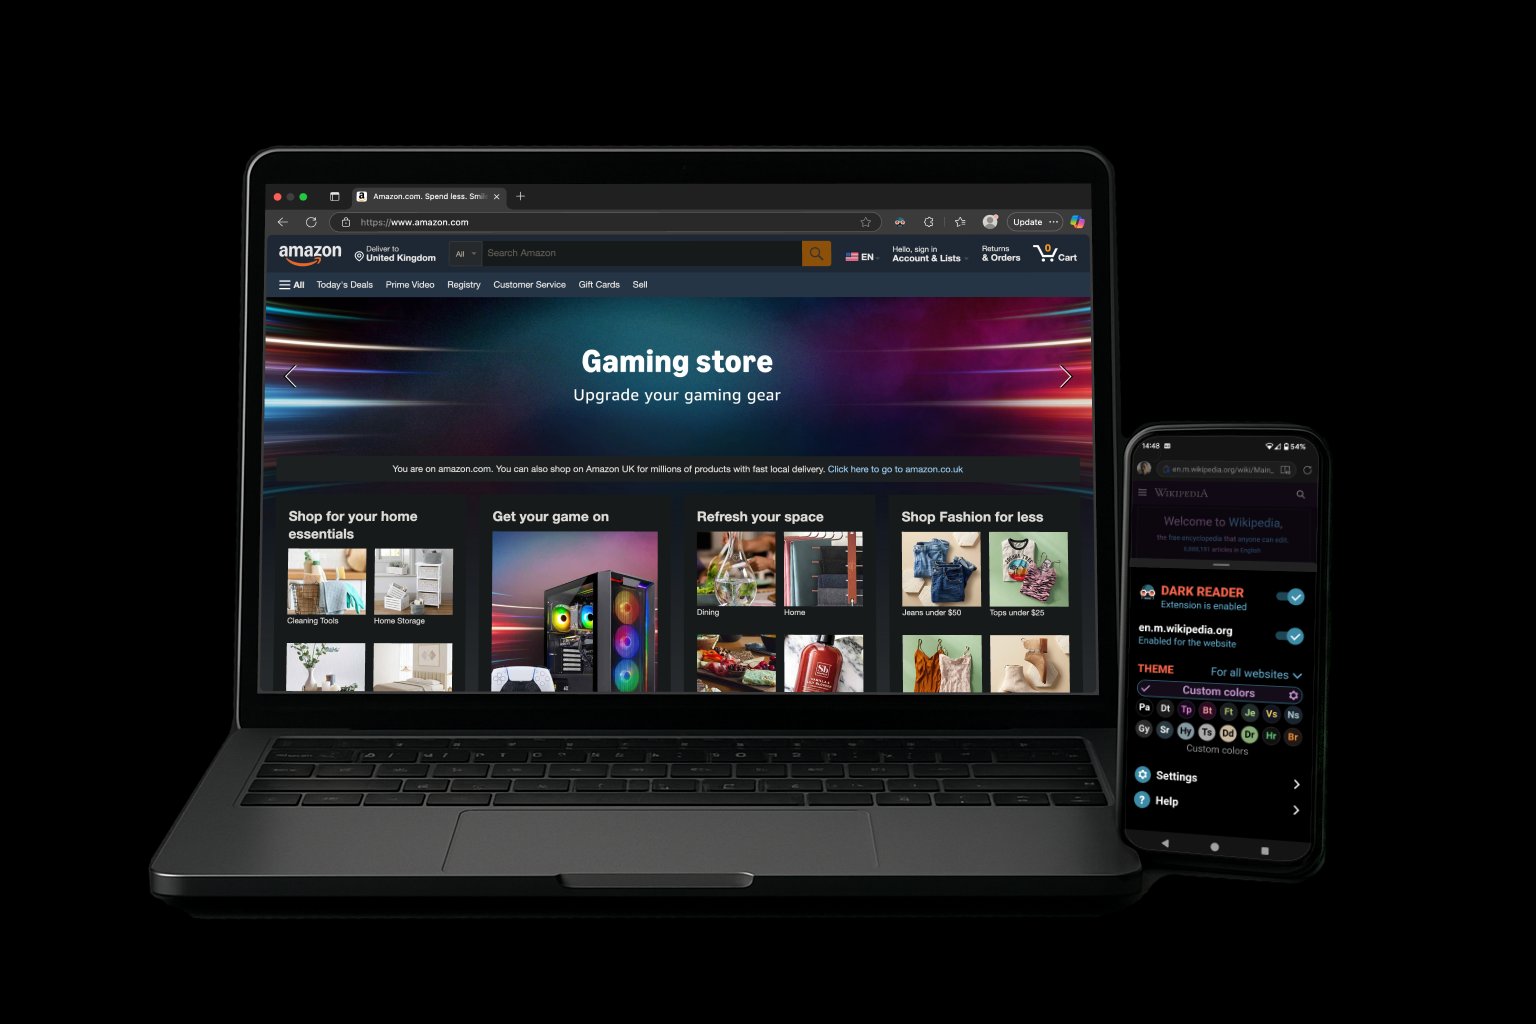 Amazon.com. Spend less. Smil
https://www.amazon.com
Update
amazon
Deliver to
United Kingdom
All
Search Amazon
EN
Hello, sign in
Account & Lists
Returns
& Orders
0
Cart
All
Today's Deals
Prime Video
Registry
Customer Service
Gift Cards
Sell
Gaming store
Upgrade your gaming gear
You are on amazon.com. You can also shop on Amazon UK for millions of products with fast local delivery. Click here to go to amazon.co.uk
Shop for your home
essentials
Cleaning Tools
Home Storage
Get your game on
Refresh your space
Dining
Home
Shop Fashion for less
Jeans under $50
Tops under $25
14:48
54%
en.m.wikipedia.org/wiki/Main_
WIKIPEDIA
Welcome to Wikipedia,
the free encyclopedia that anyone can edit.
articles in English
DARK READER
Extension is enabled
en.m.wikipedia.org
Enabled for the website
THEME
For all websites
Custom colors
Pa Dt Tp Bt Ft Je Vs Ns
Gy Sr Hy Ts Dd Dr Hr Br
Custom colors
Settings
Help